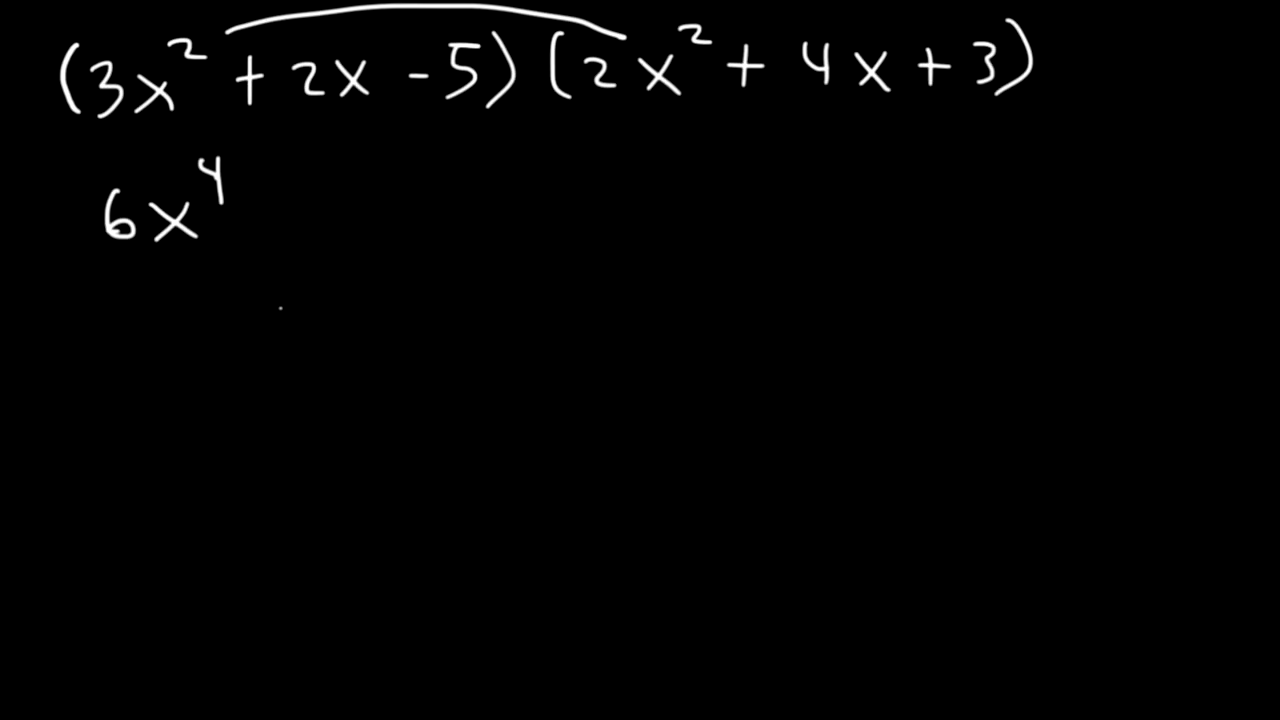 (3x² + 2x - 5)(2x² + 4x + 3)
6x⁴